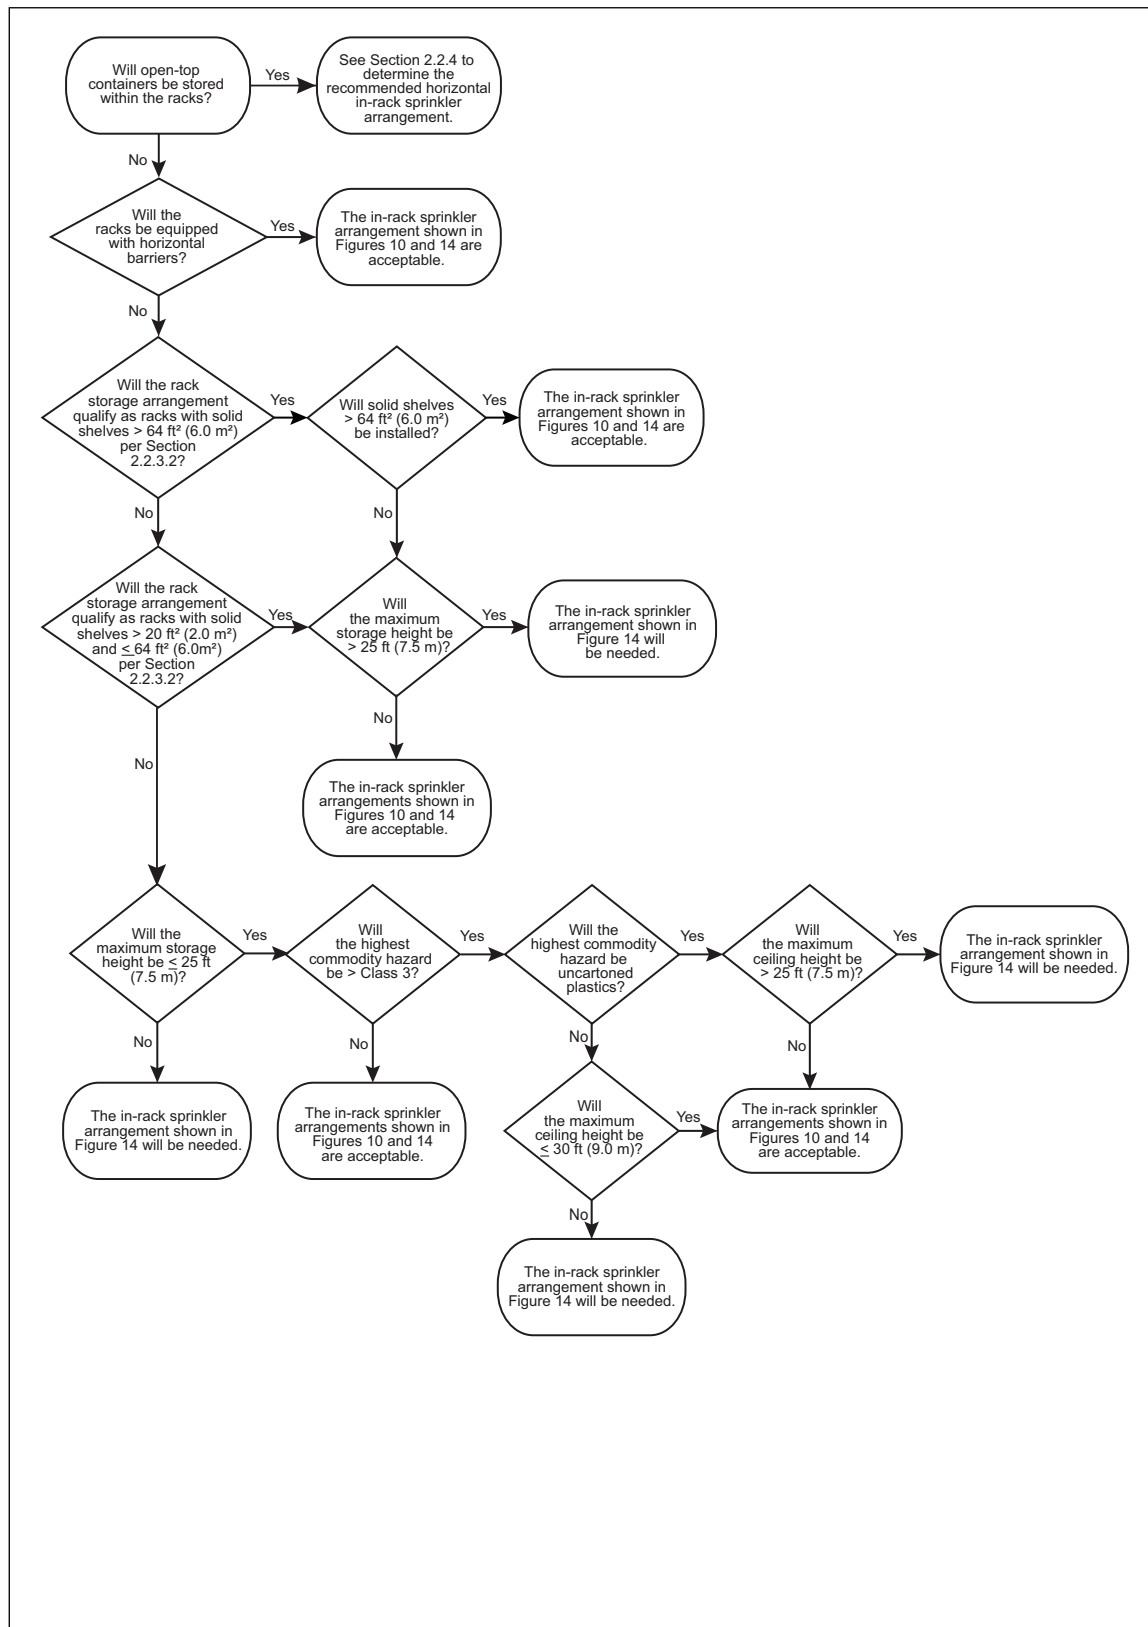 Will open-top
containers be stored
within the racks?
Yes
See Section 2.2.4 to
determine the
recommended horizontal
in-rack sprinkler
arrangement.
No
Will the
racks be equipped
with horizontal
barriers?
Yes
The in-rack sprinkler
arrangement shown in
Figures 10 and 14 are
acceptable.
No
Will the rack
storage arrangement
qualify as racks with solid
shelves > 64 ft² (6.0 m²)
per Section
2.2.3.2?
Yes
Will solid shelves
> 64 ft² (6.0 m²)
be installed?
Yes
The in-rack sprinkler
arrangement shown in
Figures 10 and 14 are
acceptable.
No
No
Will the rack
storage arrangement
qualify as racks with solid
shelves > 20 ft² (2.0 m²)
and ≤ 64 ft² (6.0m²)
per Section
2.2.3.2?
Yes
Will
the maximum
storage height be
> 25 ft (7.5 m)?
Yes
The in-rack sprinkler
arrangement shown in
Figure 14 will
be needed.
No
No
The in-rack sprinkler
arrangements shown in
Figures 10 and 14
are acceptable.
Will the
maximum storage
height be ≤ 25 ft
(7.5 m)?
Yes
Will
the highest
commodity hazard
be > Class 3?
Yes
Will the
highest commodity
hazard be
uncartoned
plastics?
Yes
Will
the maximum
ceiling height be
> 25 ft (7.5 m)?
Yes
The in-rack sprinkler
arrangement shown in
Figure 14 will be needed.
No
No
No
No
The in-rack sprinkler
arrangement shown in
Figure 14 will be needed.
The in-rack sprinkler
arrangements shown in
Figures 10 and 14
are acceptable.
Will
the maximum
ceiling height be
≤ 30 ft (9.0 m)?
Yes
The in-rack sprinkler
arrangements shown in
Figures 10 and 14
are acceptable.
No
The in-rack sprinkler
arrangement shown in
Figure 14 will be needed.